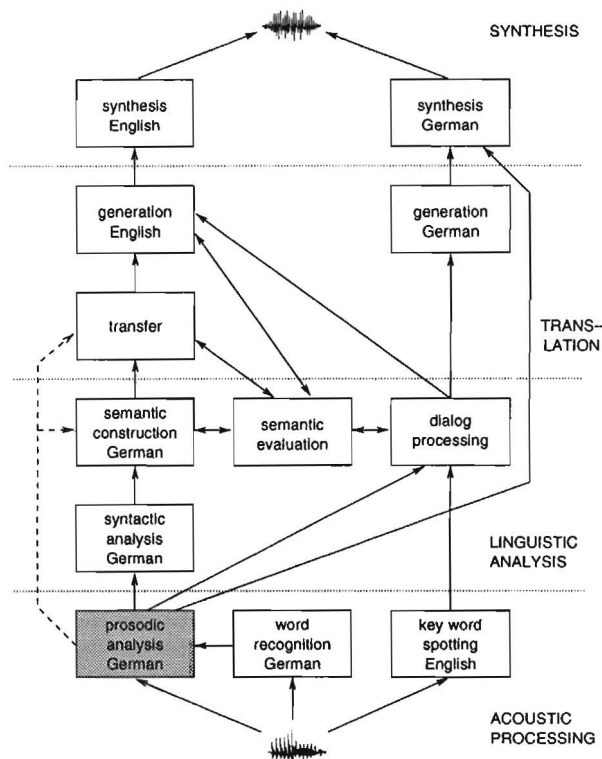 SYNTHESIS
synthesis
English
synthesis
German
generation
English
generation
German
transfer
TRANS-
LATION
semantic
construction
German
semantic
evaluation
dialog
processing
syntactic
analysis
German
LINGUISTIC
ANALYSIS
prosodic
analysis
German
word
recognition
German
key word
spotting
English
ACOUSTIC
PROCESSING